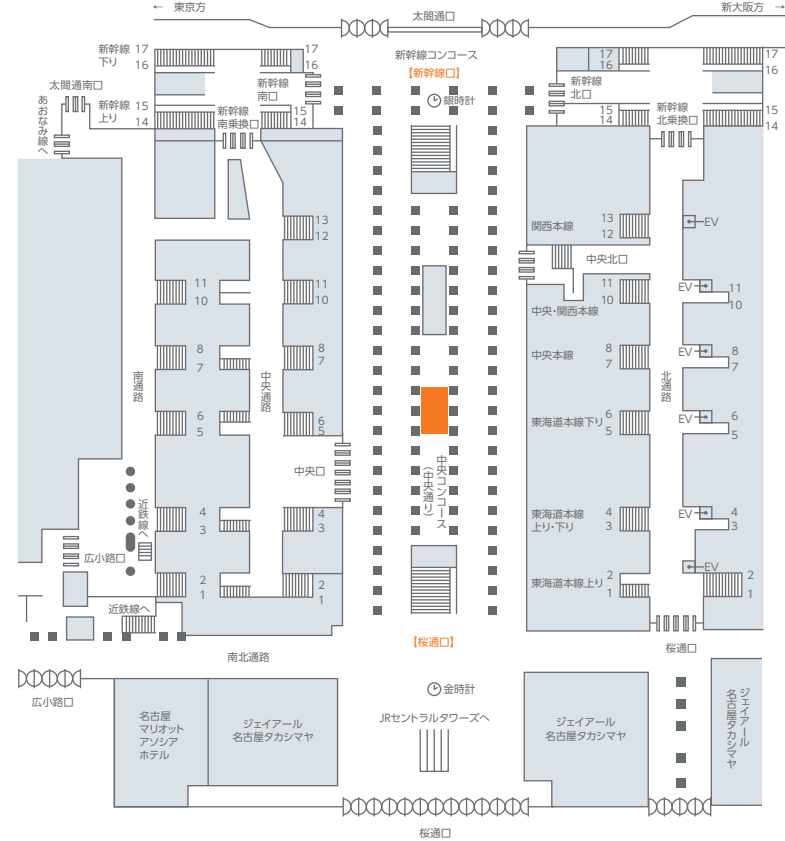 ← 東京方
太閤通口
新大阪方 →
新幹線 17
下り 16
17
16
新幹線コンコース
【新幹線口】
17
16
17
16
太閤通南口
新幹線
南口
銀時計
新幹線
北口
あおなみ線へ
新幹線 15
上り 14
新幹線
南乗換口
15
14
15
14
新幹線
北乗換口
15
14
13
12
関西本線
13
12
EV
中央北口
11
10
11
10
11
10
中央・関西本線
EV
11
10
8
7
8
7
中央本線
8
7
EV
8
7
南通路
中央通路
北通路
6
5
6
5
東海道本線下り
6
5
EV
6
5
中央口
中央コンコース
(中央通り)
近鉄線へ
4
3
4
3
東海道本線
上り・下り
4
3
EV
4
3
広小路口
2
1
2
1
東海道本線上り
2
1
EV
2
1
近鉄線へ
【桜通口】
南北通路
桜通口
広小路口
金時計
名古屋
マリオット
アソシア
ホテル
ジェイアール
名古屋タカシマヤ
JRセントラルタワーズへ
ジェイアール
名古屋タカシマヤ
ジェイアール
名古屋タカシマヤ
桜通口